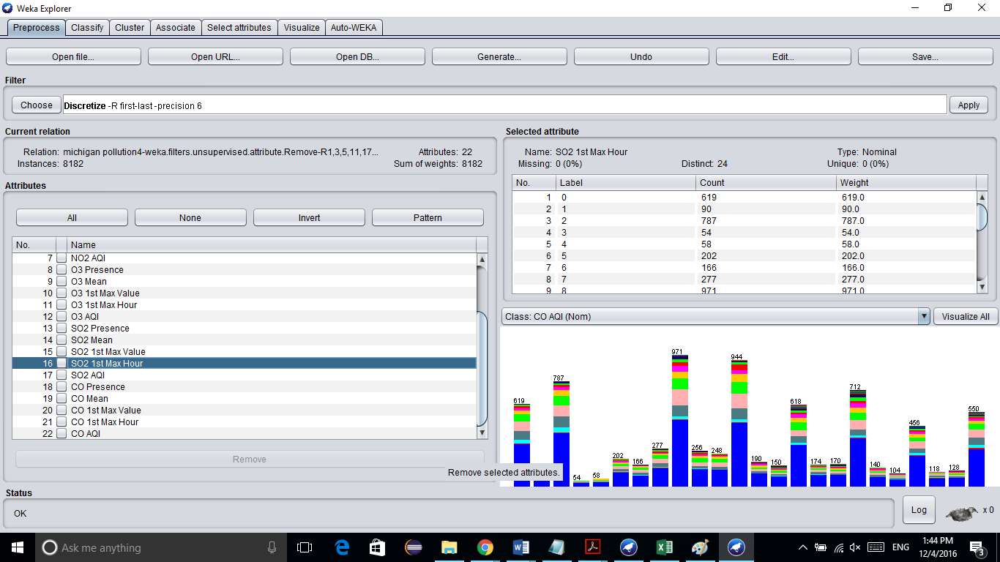 Weka Explorer
Preprocess Classify Cluster Associate Select attributes Visualize Auto-WEKA
Open file... Open URL... Open DB... Generate... Undo Edit... Save...
Filter
Choose Discretize -R first-last -precision 6 Apply
Current relation
Relation: michigan pollution4-weka.filters.unsupervised.attribute.Remove-R1,3,5,11,17... Attributes: 22
Instances: 8182 Sum of weights: 8182
Attributes
All None Invert Pattern
No. Name
7 NO2 AQI
8 O3 Presence
9 O3 Mean
10 O3 1st Max Value
11 O3 1st Max Hour
12 O3 AQI
13 SO2 Presence
14 SO2 Mean
15 SO2 1st Max Value
16 SO2 1st Max Hour
17 SO2 AQI
18 CO Presence
19 CO Mean
20 CO 1st Max Value
21 CO 1st Max Hour
22 CO AQI
Remove
Remove selected attributes.
Selected attribute
Name: SO2 1st Max Hour Type: Nominal
Missing: 0 (0%) Distinct: 24 Unique: 0 (0%)
No. Label Count Weight
1 0 619 619.0
2 1 90 90.0
3 2 787 787.0
4 3 54 54.0
5 4 58 58.0
6 5 202 202.0
7 6 166 166.0
8 7 277 277.0
9 8 971 971.0
Class: CO AQI (Nom) Visualize All
619 787 54 58 202 166 277 971 256 248 944 190 150 618 174 170 712 140 104 456 118 128 550
Status
OK
Log x 0
Ask me anything
ENG
1:44 PM
12/4/2016
3